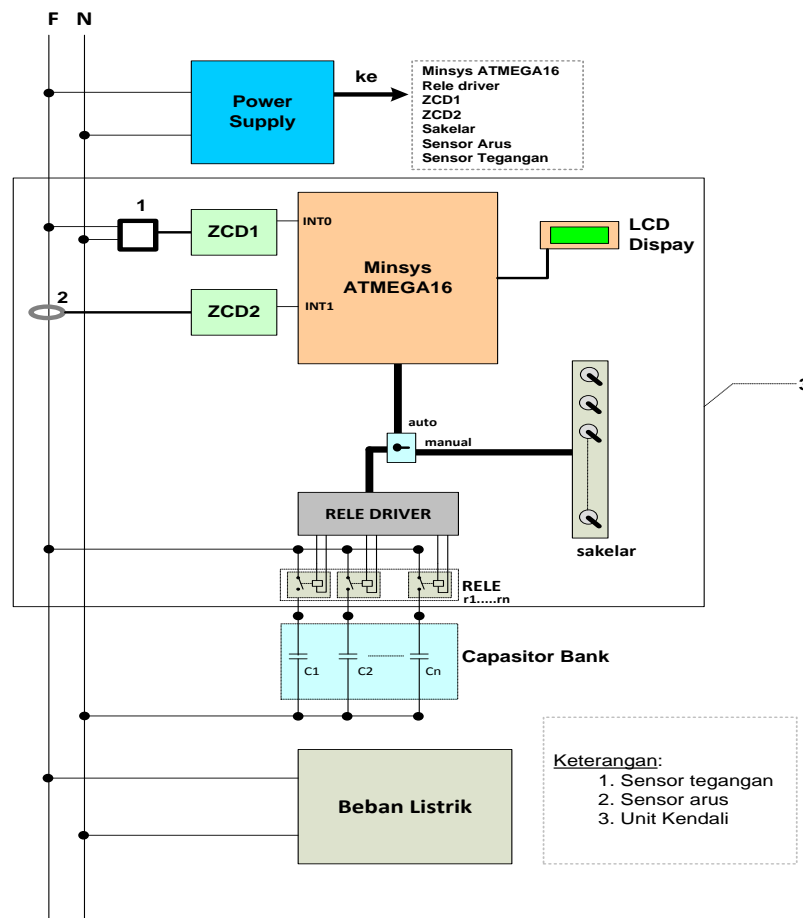 F N
Power
Supply
ke
Minsys ATMEGA16
Rele driver
ZCD1
ZCD2
Sakelar
Sensor Arus
Sensor Tegangan
1
ZCD1
INT0
Minsys
ATMEGA16
LCD
Dispay
2
ZCD2
INT1
3
auto
manual
RELE DRIVER
sakelar
RELE
r1.....rn
C1
C2
Cn
Capasitor Bank
Beban Listrik
Keterangan:
1. Sensor tegangan
2. Sensor arus
3. Unit Kendali